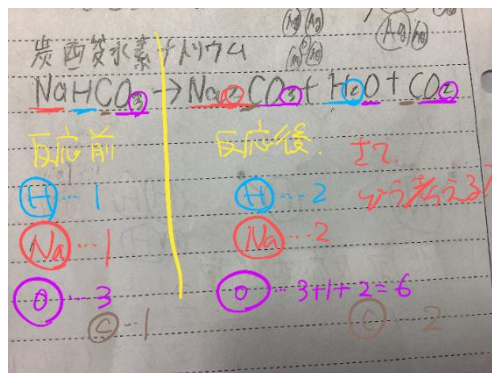 炭酸水素ナトリウム
NaHCO3→Na2CO3+H2O+CO2
反応前 反応後. さて.
H…1 H…2 どう考える?
Na…1 Na…2
O…3 O…3+1+2=6
C…1 C…2